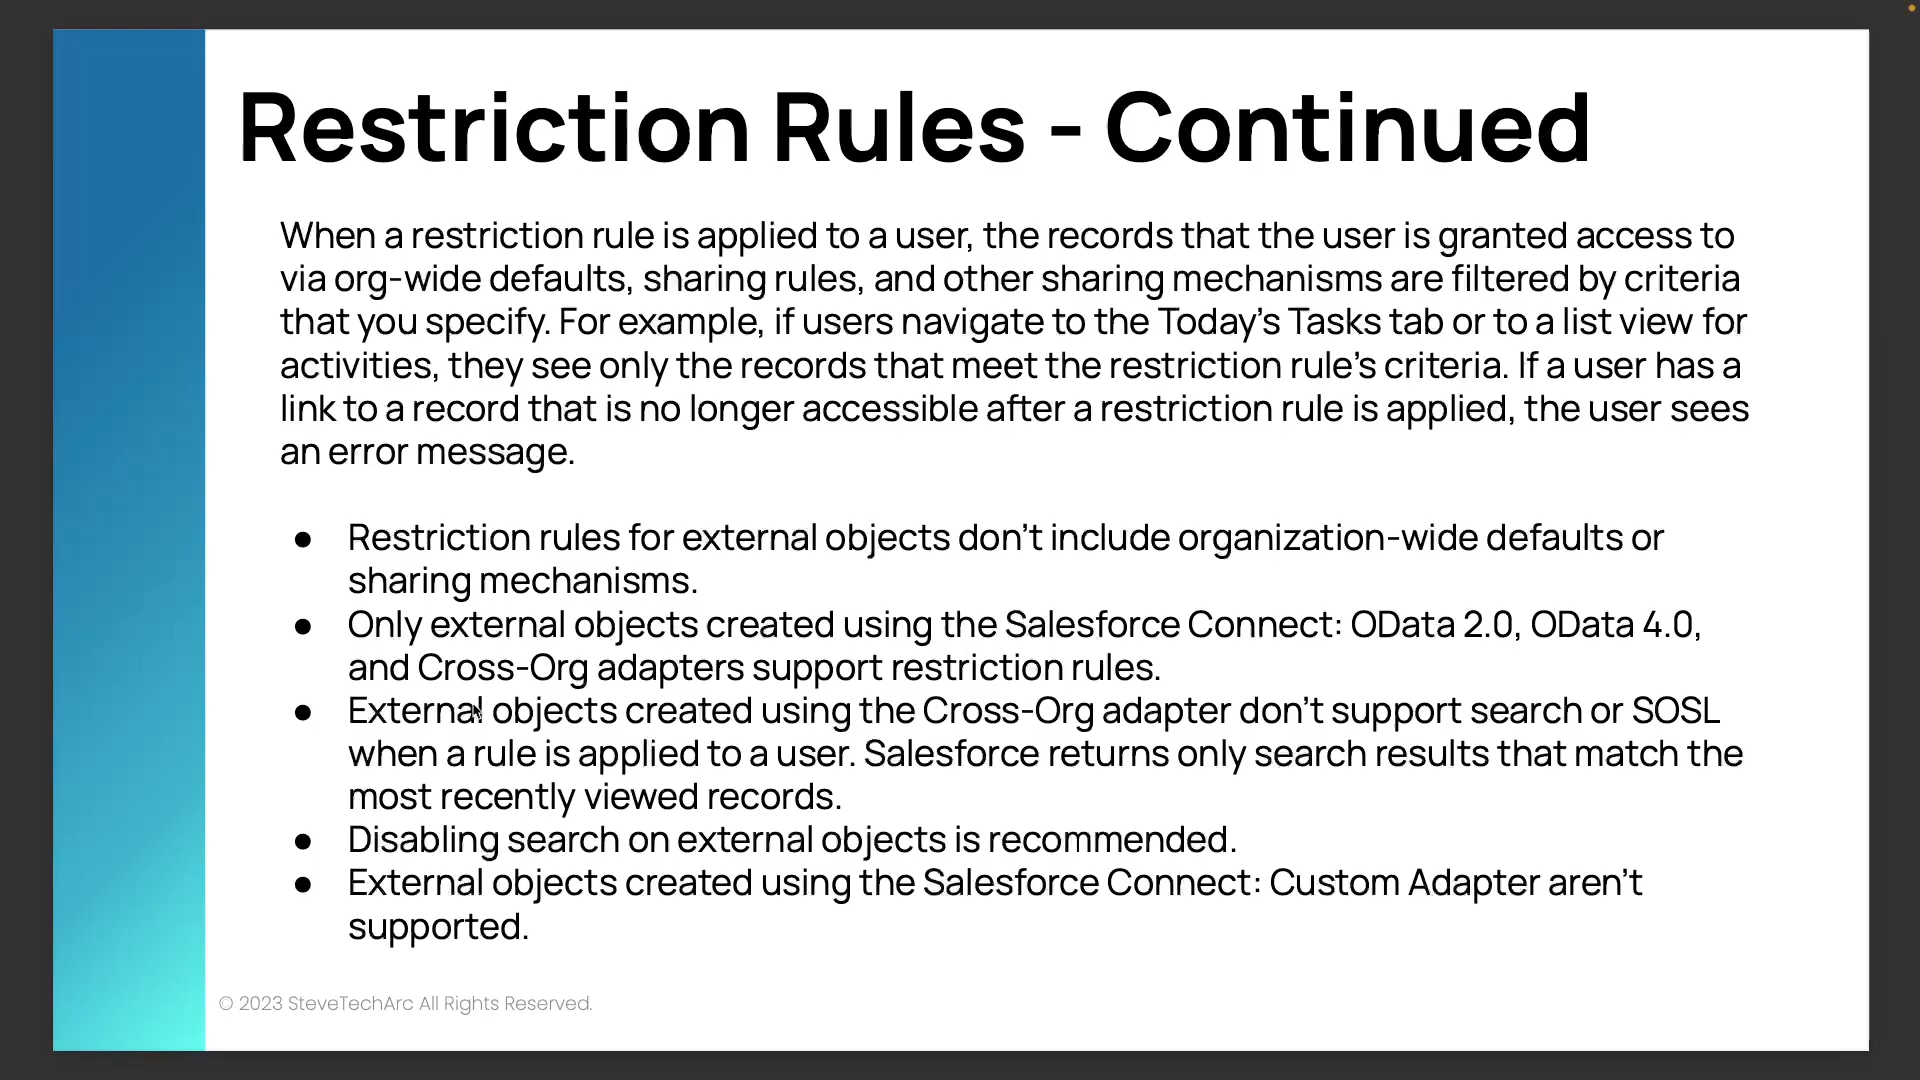 Restriction Rules - Continued
When a restriction rule is applied to a user, the records that the user is granted access to
via org-wide defaults, sharing rules, and other sharing mechanisms are filtered by criteria
that you specify. For example, if users navigate to the Today’s Tasks tab or to a list view for
activities, they see only the records that meet the restriction rule’s criteria. If a user has a
link to a record that is no longer accessible after a restriction rule is applied, the user sees
an error message.
● Restriction rules for external objects don’t include organization-wide defaults or
sharing mechanisms.
● Only external objects created using the Salesforce Connect: OData 2.0, OData 4.0,
and Cross-Org adapters support restriction rules.
● External objects created using the Cross-Org adapter don’t support search or SOSL
when a rule is applied to a user. Salesforce returns only search results that match the
most recently viewed records.
● Disabling search on external objects is recommended.
● External objects created using the Salesforce Connect: Custom Adapter aren’t
supported.
© 2023 SteveTechArc All Rights Reserved.